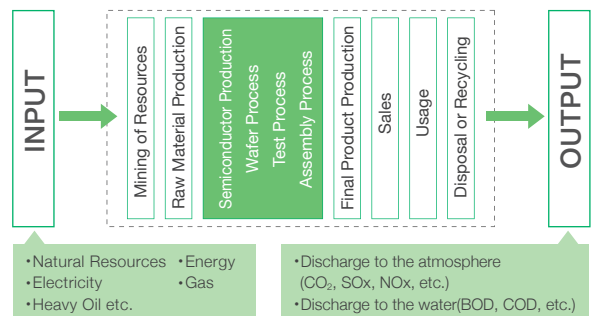 INPUT
Mining of Resources
Raw Material Production
Semiconductor Production
Wafer Process
Test Process
Assembly Process
Final Product Production
Sales
Usage
Disposal or Recycling
OUTPUT
•Natural Resources •Energy
•Electricity •Gas
•Heavy Oil etc.
•Discharge to the atmosphere
(CO₂, SOx, NOx, etc.)
•Discharge to the water(BOD, COD, etc.)